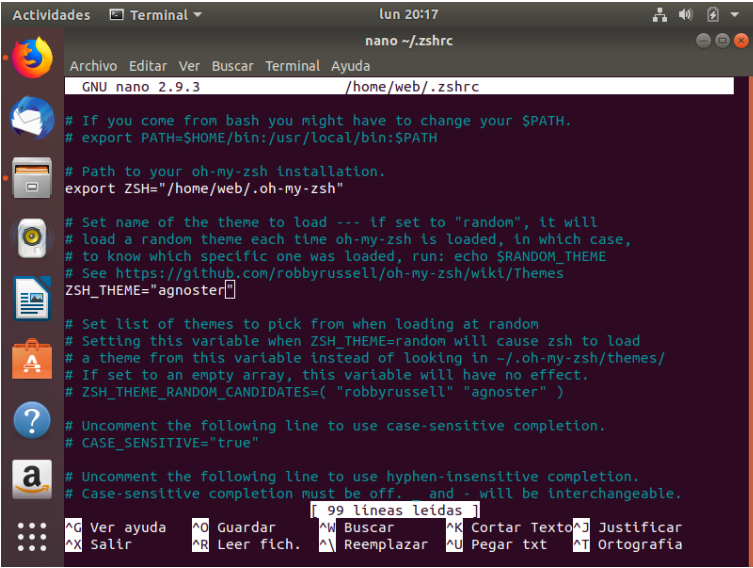 Actividades Terminal lun 20:17
nano ~/.zshrc
Archivo Editar Ver Buscar Terminal Ayuda
GNU nano 2.9.3 /home/web/.zshrc
# If you come from bash you might have to change your $PATH.
# export PATH=$HOME/bin:/usr/local/bin:$PATH
# Path to your oh-my-zsh installation.
export ZSH="/home/web/.oh-my-zsh"
# Set name of the theme to load --- if set to "random", it will
# load a random theme each time oh-my-zsh is loaded, in which case,
# to know which specific one was loaded, run: echo $RANDOM_THEME
# See https://github.com/robbyrussell/oh-my-zsh/wiki/Themes
ZSH_THEME="agnoster"
# Set list of themes to pick from when loading at random
# Setting this variable when ZSH_THEME=random will cause zsh to load
# a theme from this variable instead of looking in ~/.oh-my-zsh/themes/
# If set to an empty array, this variable will have no effect.
# ZSH_THEME_RANDOM_CANDIDATES=( "robbyrussell" "agnoster" )
# Uncomment the following line to use case-sensitive completion.
# CASE_SENSITIVE="true"
# Uncomment the following line to use hyphen-insensitive completion.
# Case-sensitive completion must be off. _ and - will be interchangeable.
[ 99 líneas leídas ]
^G Ver ayuda ^O Guardar ^W Buscar ^K Cortar Texto ^J Justificar
^X Salir ^R Leer fich. ^\ Reemplazar ^U Pegar txt ^T Ortografía